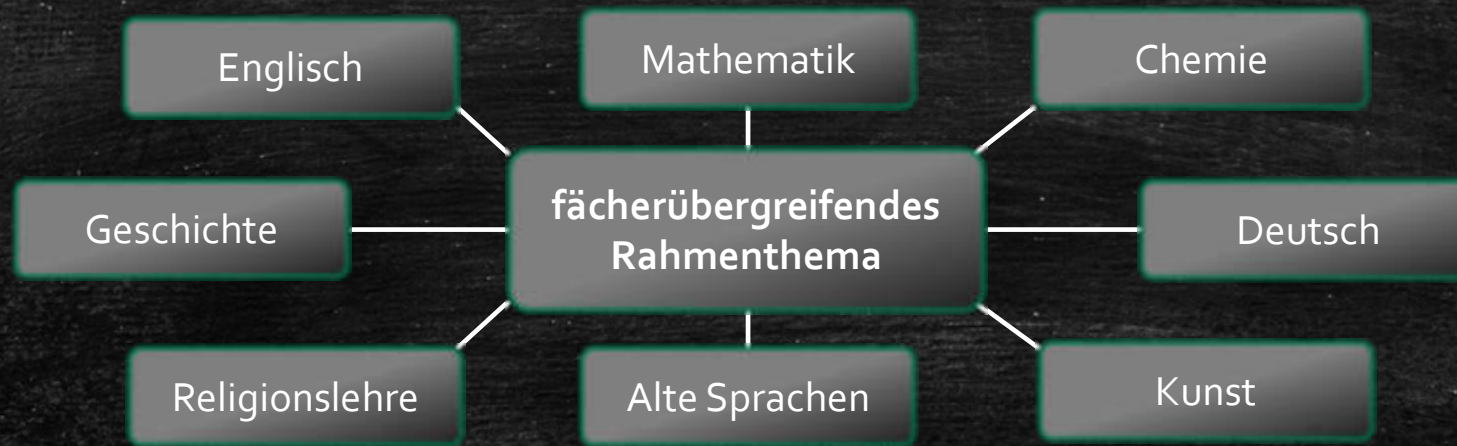 Englisch
Mathematik
Chemie
Geschichte
fächerübergreifendes
Rahmenthema
Deutsch
Religionslehre
Alte Sprachen
Kunst